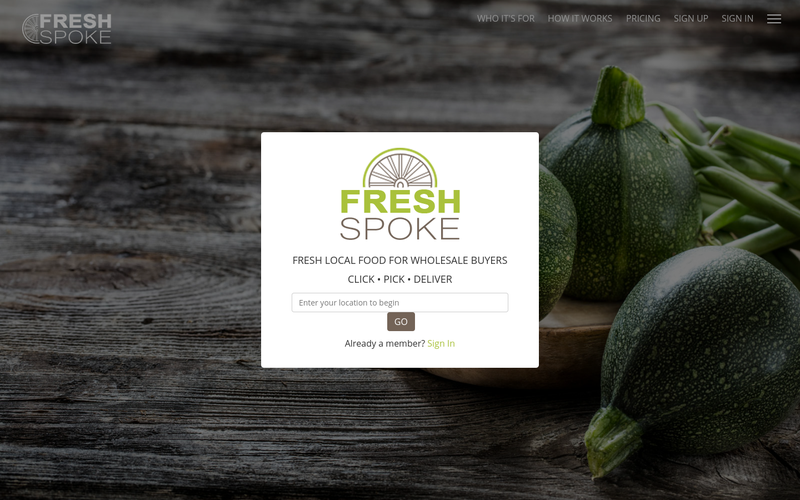 FRESH
SPOKE
WHO IT'S FOR
HOW IT WORKS
PRICING
SIGN UP
SIGN IN
FRESH
SPOKE
FRESH LOCAL FOOD FOR WHOLESALE BUYERS
CLICK • PICK • DELIVER
Enter your location to begin
GO
Already a member? Sign In